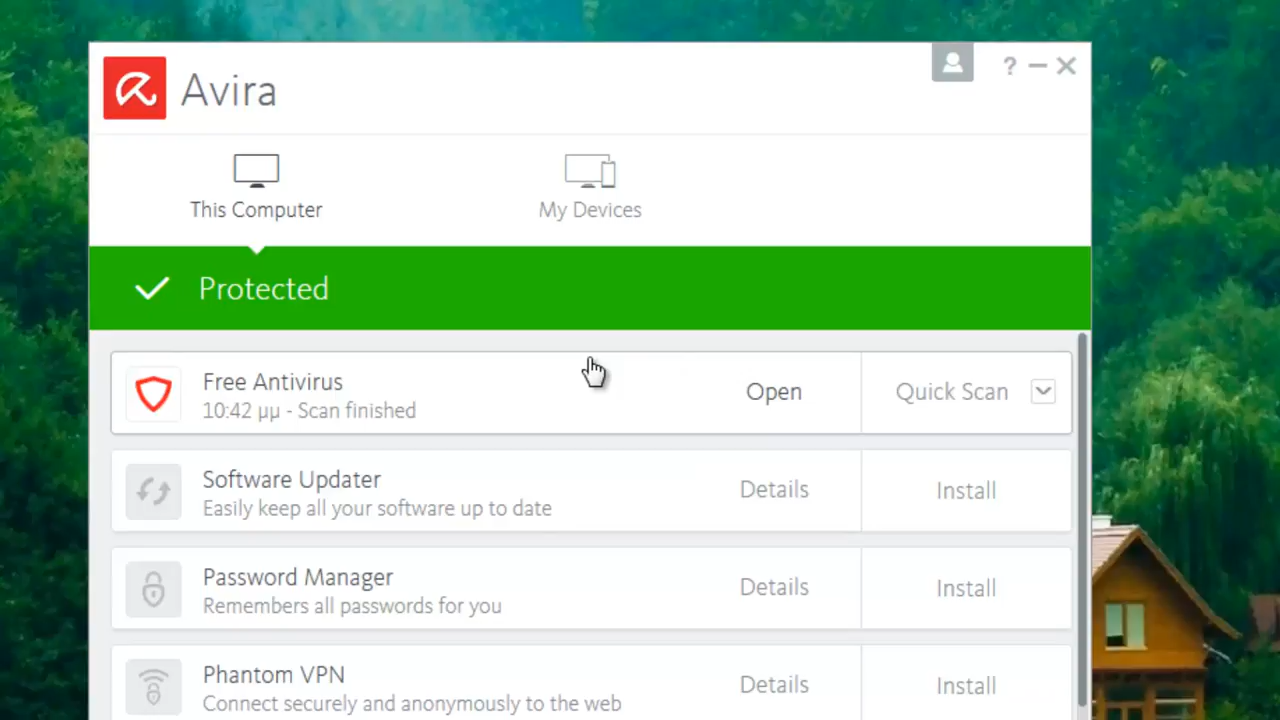 Avira
?
This Computer
My Devices
Protected
Free Antivirus
10:42 μμ - Scan finished
Open
Quick Scan
Software Updater
Easily keep all your software up to date
Details
Install
Password Manager
Remembers all passwords for you
Details
Install
Phantom VPN
Connect securely and anonymously to the web
Details
Install